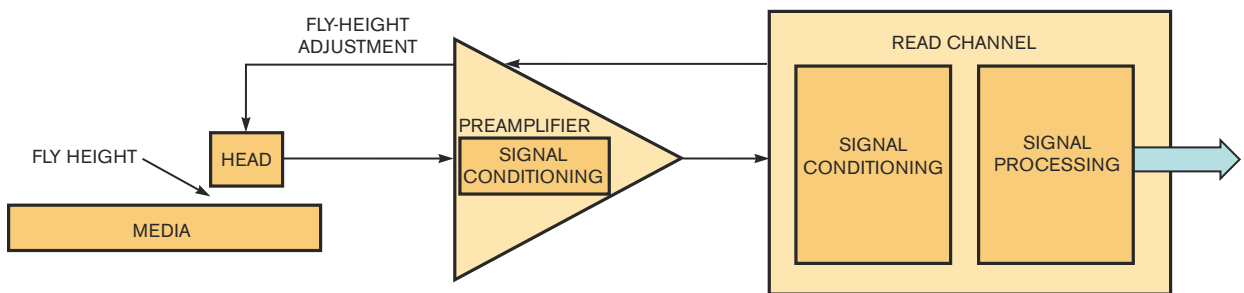 FLY-HEIGHT
ADJUSTMENT
READ CHANNEL
PREAMPLIFIER
SIGNAL
CONDITIONING
SIGNAL
CONDITIONING
SIGNAL
PROCESSING
FLY HEIGHT
HEAD
MEDIA